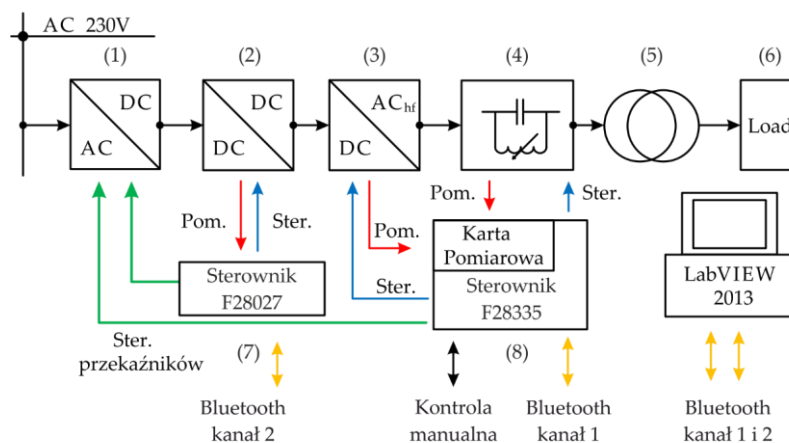 AC 230V
(1)
(2)
(3)
(4)
(5)
(6)
DC
AC
DC
DC
AChf
DC
Load
Pom.
Ster.
Pom.
Ster.
Pom.
Ster.
Karta
Pomiarowa
Sterownik
F28027
Sterownik
F28335
LabVIEW
2013
Ster.
przekaźników
(7)
(8)
Bluetooth
kanał 2
Kontrola
manualna
Bluetooth
kanał 1
Bluetooth
kanał 1 i 2